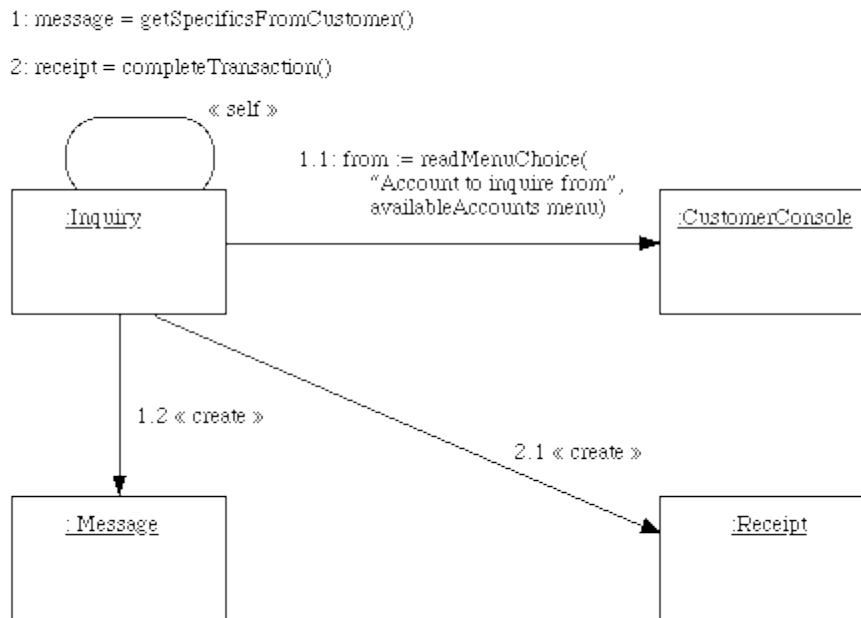 1: message = getSpecificsFromCustomer()
2: receipt = completeTransaction()
« self »
1.1: from := readMenuChoice(
"Account to inquire from",
availableAccounts menu)
:Inquiry
:CustomerConsole
1.2 « create »
2.1 « create »
: Message
:Receipt